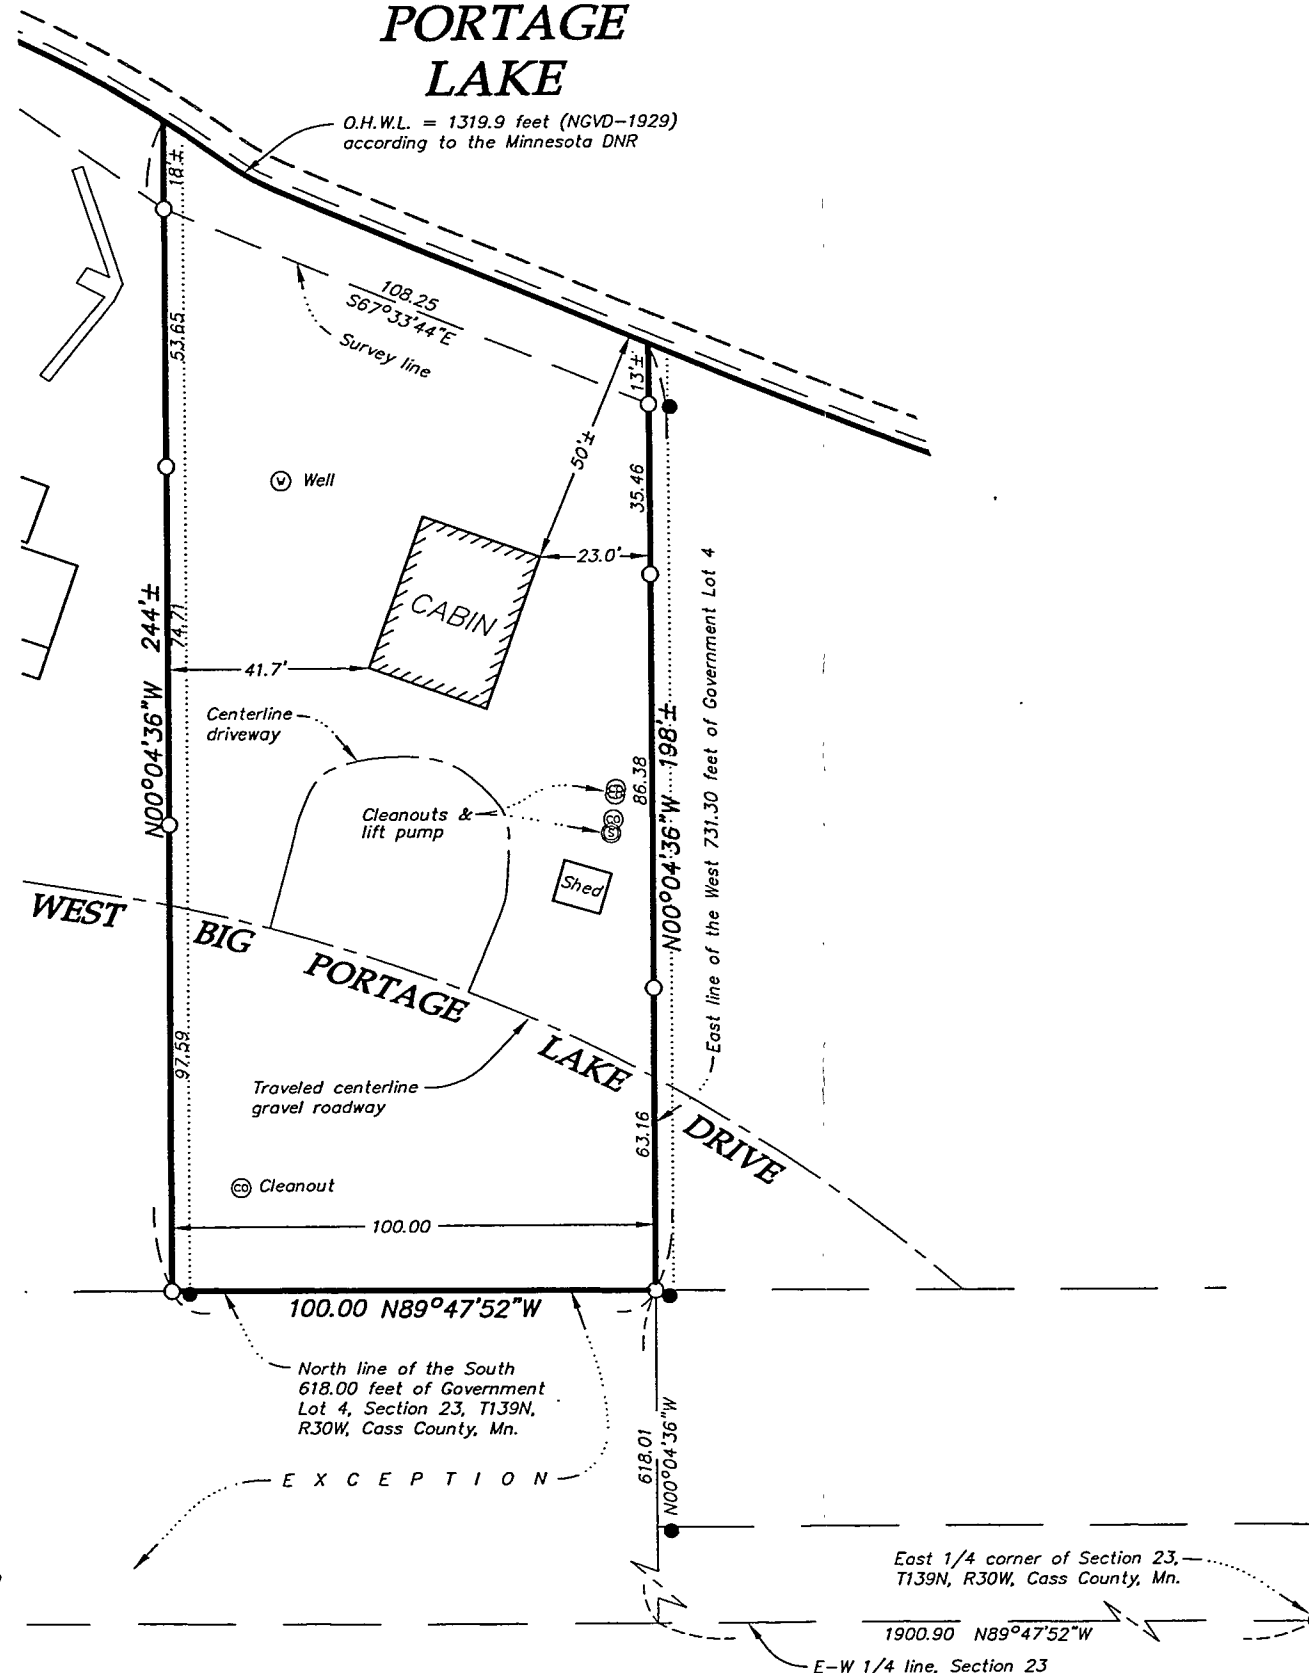 PORTAGE
LAKE
O.H.W.L. = 1319.9 feet (NGVD-1929)
according to the Minnesota DNR
18'±
108.25
S67°33'44"E
Survey line
53.65
13'±
50'±
35.46
Well
W
23.0'
CABIN
N00°04'36"W 244'±
74.71
41.7'
Centerline
driveway
Cleanouts &
lift pump
CO
S
86.38
N00°04'36"W 198'±
East line of the West 731.30 feet of Government Lot 4
Shed
WEST BIG PORTAGE LAKE DRIVE
97.59
Traveled centerline
gravel roadway
63.16
CO Cleanout
100.00
100.00 N89°47'52"W
North line of the South
618.00 feet of Government
Lot 4, Section 23, T139N,
R30W, Cass County, Mn.
EXCEPTION
618.01
N00°04'36"W
East 1/4 corner of Section 23,
T139N, R30W, Cass County, Mn.
1900.90 N89°47'52"W
E-W 1/4 line, Section 23